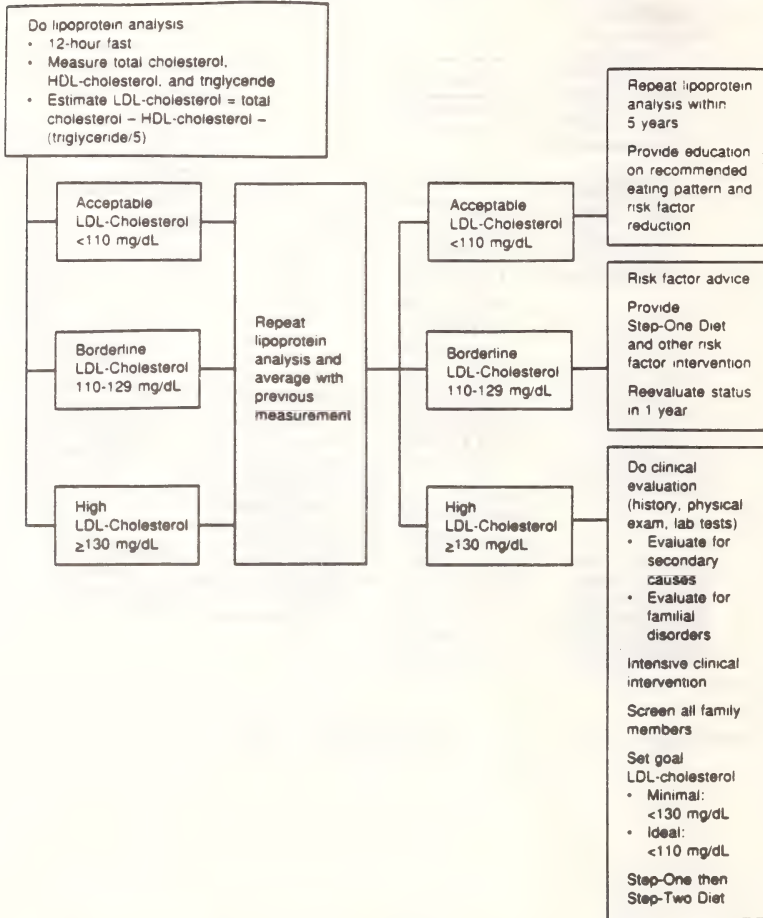 Do lipoprotein analysis
• 12-hour fast
• Measure total cholesterol,
HDL-cholesterol, and triglyceride
• Estimate LDL-cholesterol = total
cholesterol – HDL-cholesterol –
(triglyceride/5)
Acceptable
LDL-Cholesterol
<110 mg/dL
Borderline
LDL-Cholesterol
110-129 mg/dL
High
LDL-Cholesterol
≥130 mg/dL
Repeat
lipoprotein
analysis and
average with
previous
measurement
Acceptable
LDL-Cholesterol
<110 mg/dL
Borderline
LDL-Cholesterol
110-129 mg/dL
High
LDL-Cholesterol
≥130 mg/dL
Repeat lipoprotein
analysis within
5 years
Provide education
on recommended
eating pattern and
risk factor
reduction
Risk factor advice
Provide
Step-One Diet
and other risk
factor intervention
Reevaluate status
in 1 year
Do clinical
evaluation
(history, physical
exam, lab tests)
• Evaluate for
secondary
causes
• Evaluate for
familial
disorders
Intensive clinical
intervention
Screen all family
members
Set goal
LDL-cholesterol
• Minimal:
<130 mg/dL
• Ideal:
<110 mg/dL
Step-One then
Step-Two Diet